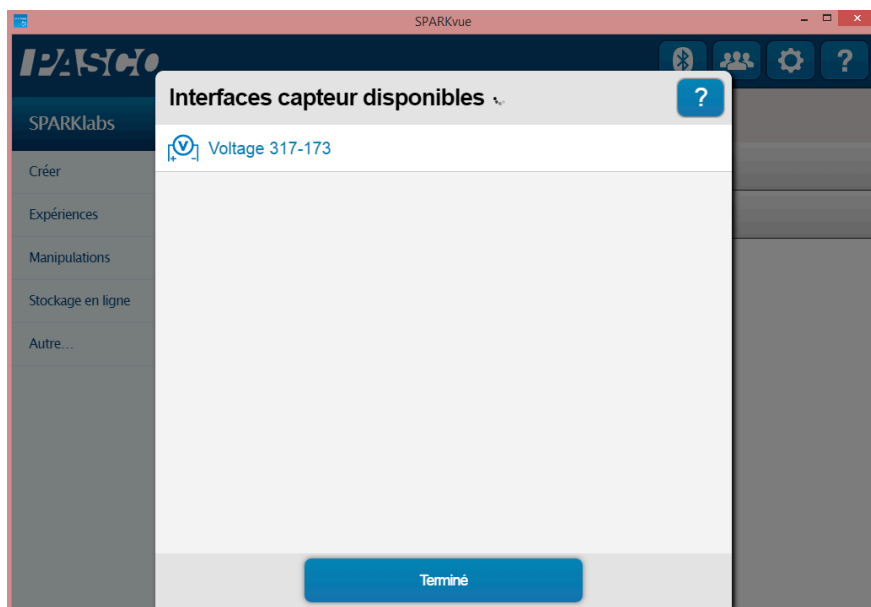 SPARKvue
PASCO
?
Interfaces capteur disponibles
?
SPARKlabs
V
Voltage 317-173
Créer
Expériences
Manipulations
Stockage en ligne
Autre...
Terminé